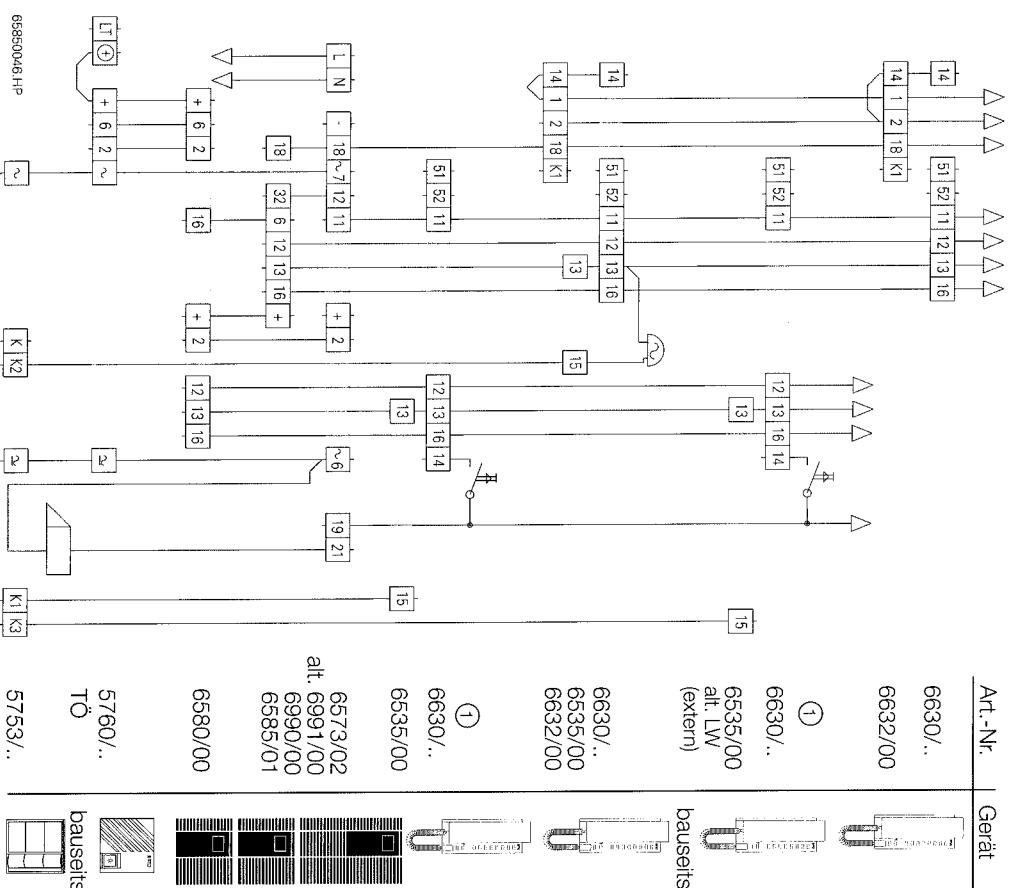 Art.-Nr. Gerät
14 51 52 11 12 13 16 6630/..
14 1 2 18 K1 6632/00
①
51 52 11 12 13 16 14 6630/..
13 15 6535/00
alt. LW
(extern)
bauseits
14 51 52 11 12 13 16 6630/..
13 15 6535/00
14 1 2 18 K1 6632/00
①
51 52 11 12 13 16 14 6630/..
13 15 6535/00
L N - 18 ~7 12 11 + 2 ~6 19 21 6573/02
alt. 6991/00
6990/00
18 32 6 12 13 16 + 6585/01
+ 6 2 16 + 2 12 13 16 6580/00
LT + + 6 2 ~ ~ 5760/..
TÖ
bauseits
65850046.HP
~ K K2 ~ K1 K3 5753/..